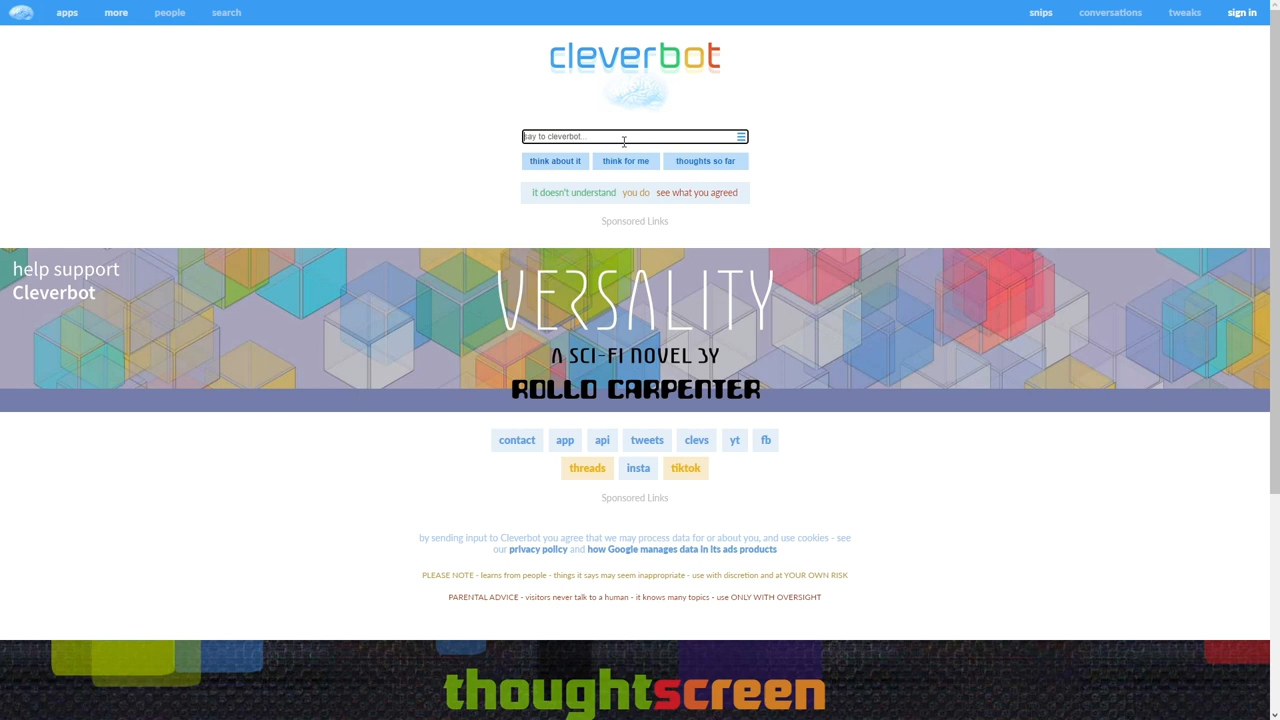 apps more people search snips conversations tweaks sign in
cleverbot
say to cleverbot...
think about it think for me thoughts so far
it doesn't understand you do see what you agreed
Sponsored Links
help support
Cleverbot
VERSALITY
A SCI-FI NOVEL BY
ROLLO CARPENTER
contact app api tweets clevs yt fb
threads insta tiktok
Sponsored Links
by sending input to Cleverbot you agree that we may process data for or about you, and use cookies - see
our privacy policy and how Google manages data in its ads products
PLEASE NOTE - learns from people - things it says may seem inappropriate - use with discretion and at YOUR OWN RISK
PARENTAL ADVICE - visitors never talk to a human - it knows many topics - use ONLY WITH OVERSIGHT
thoughtscreen